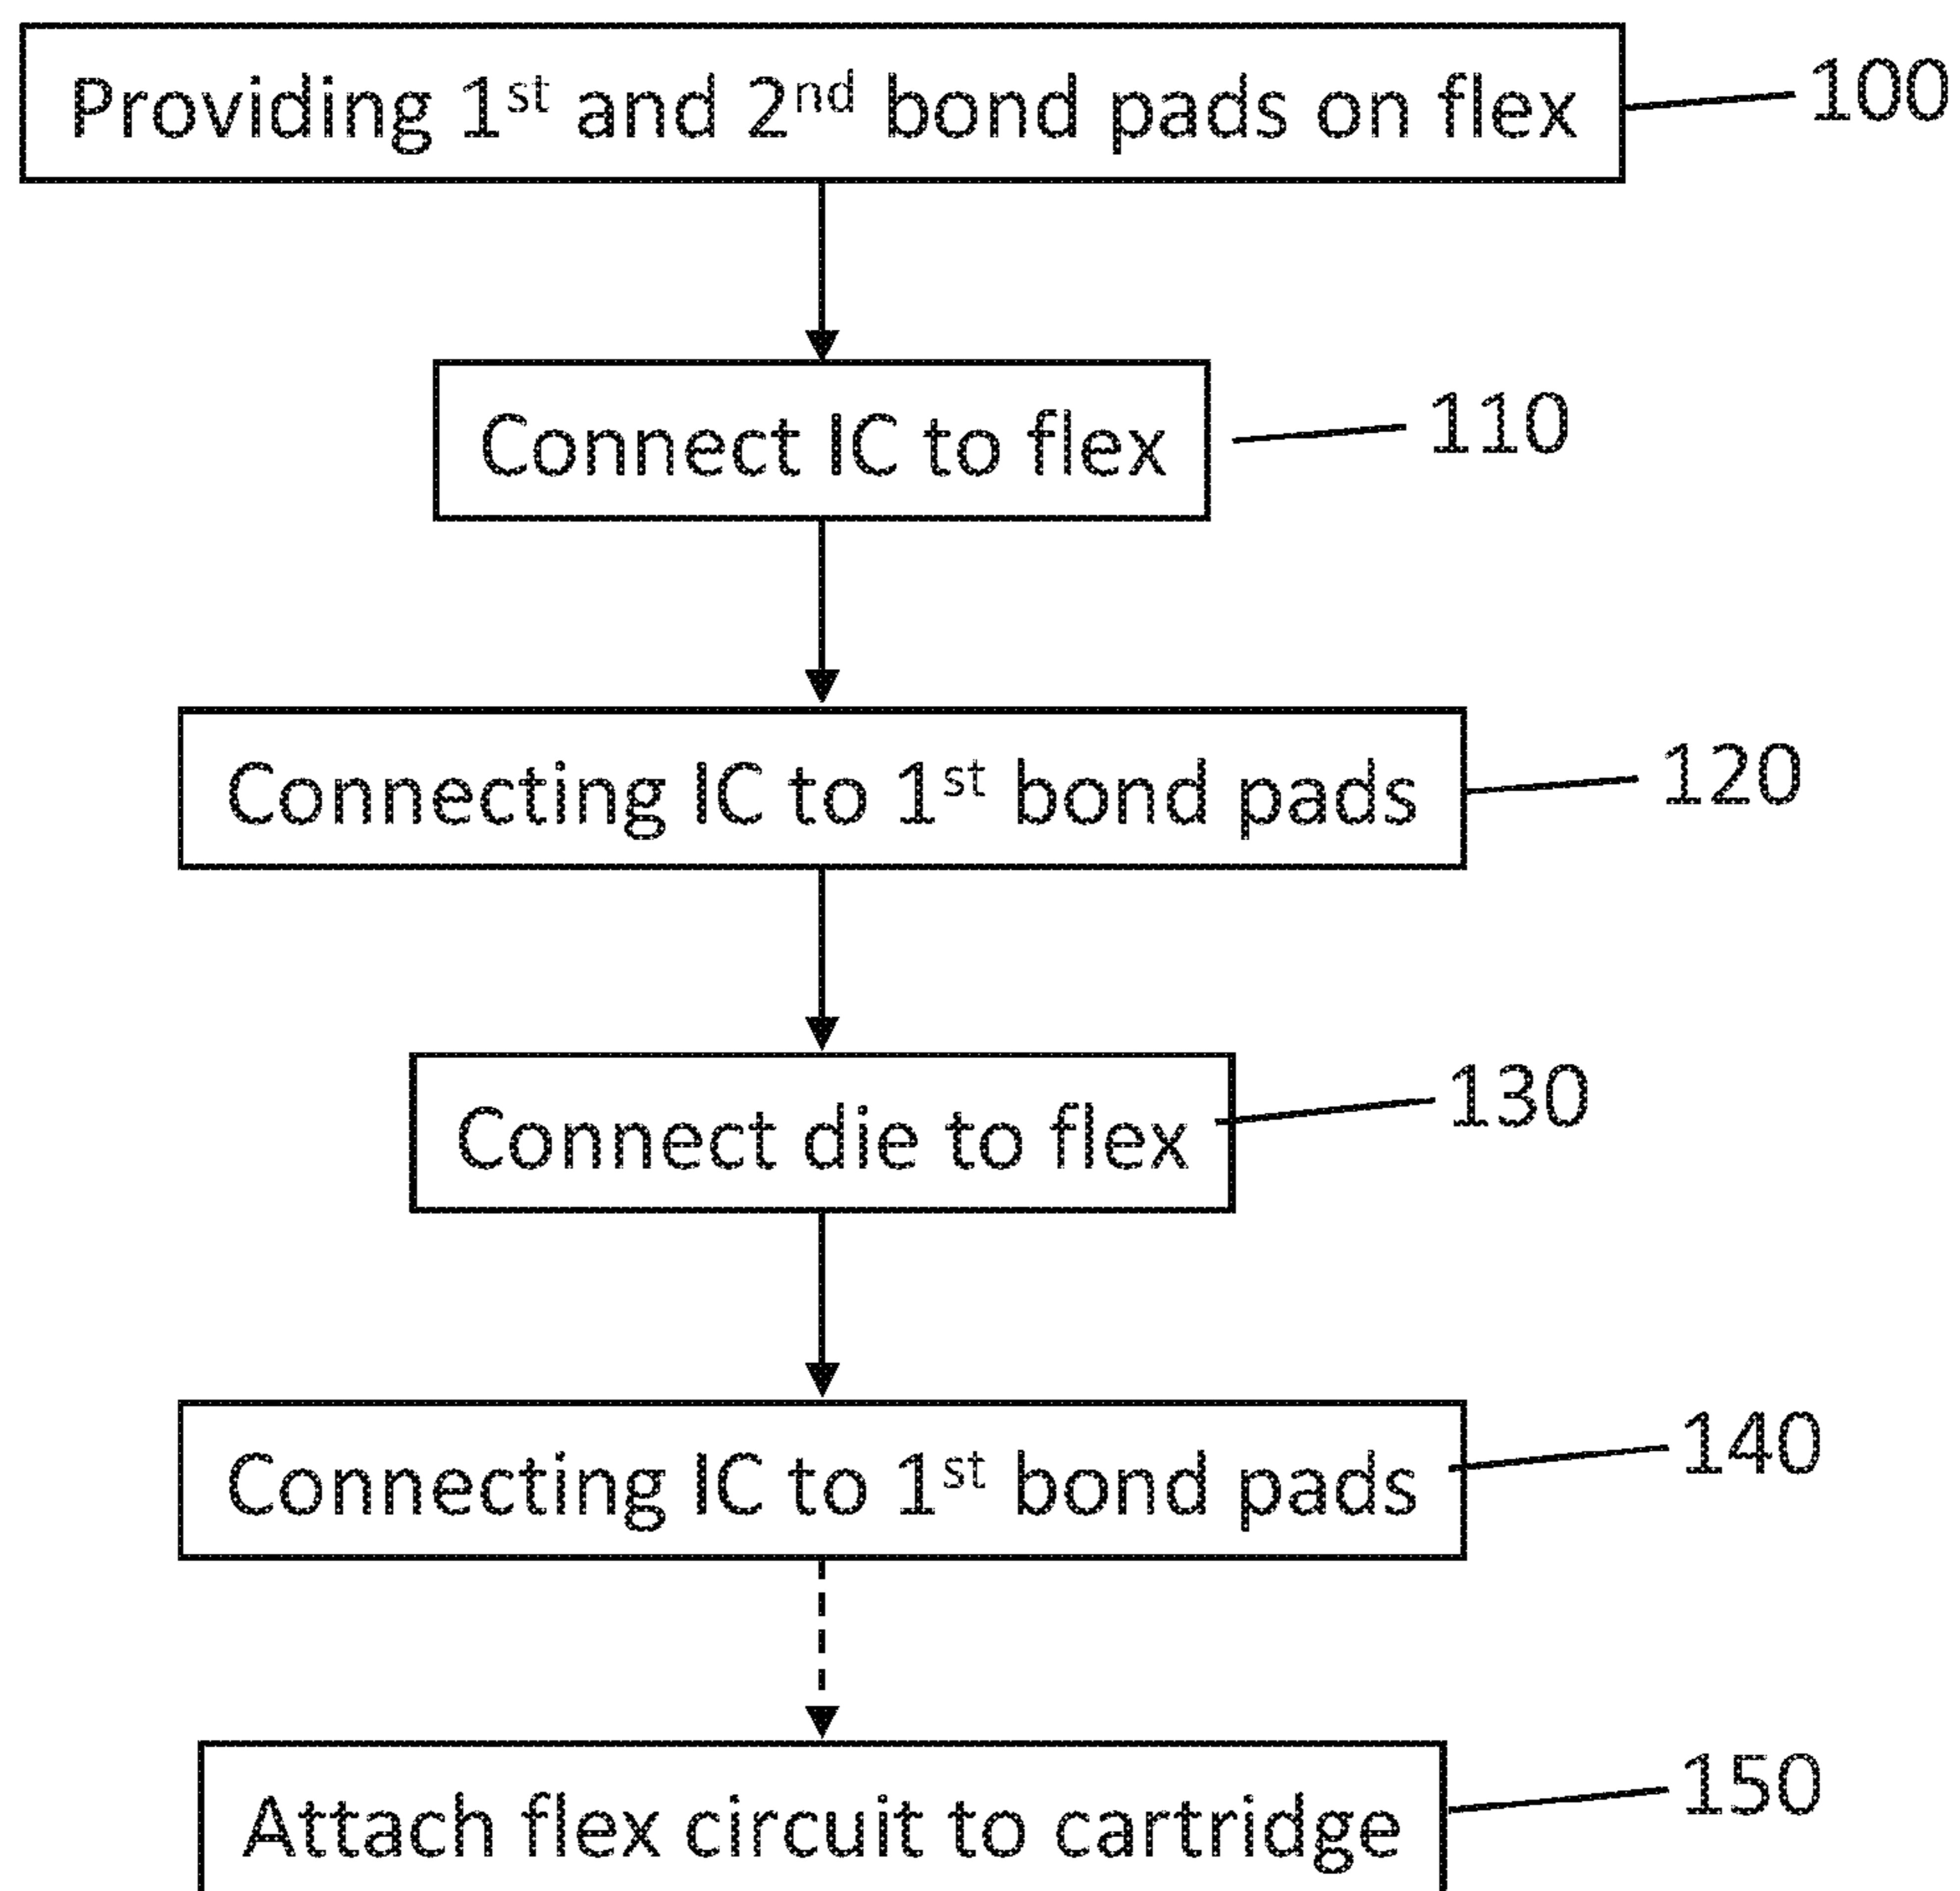 Providing 1st and 2nd bond pads on flex 100
Connect IC to flex 110
Connecting IC to 1st bond pads 120
Connect die to flex 130
Connecting IC to 1st bond pads 140
Attach flex circuit to cartridge 150